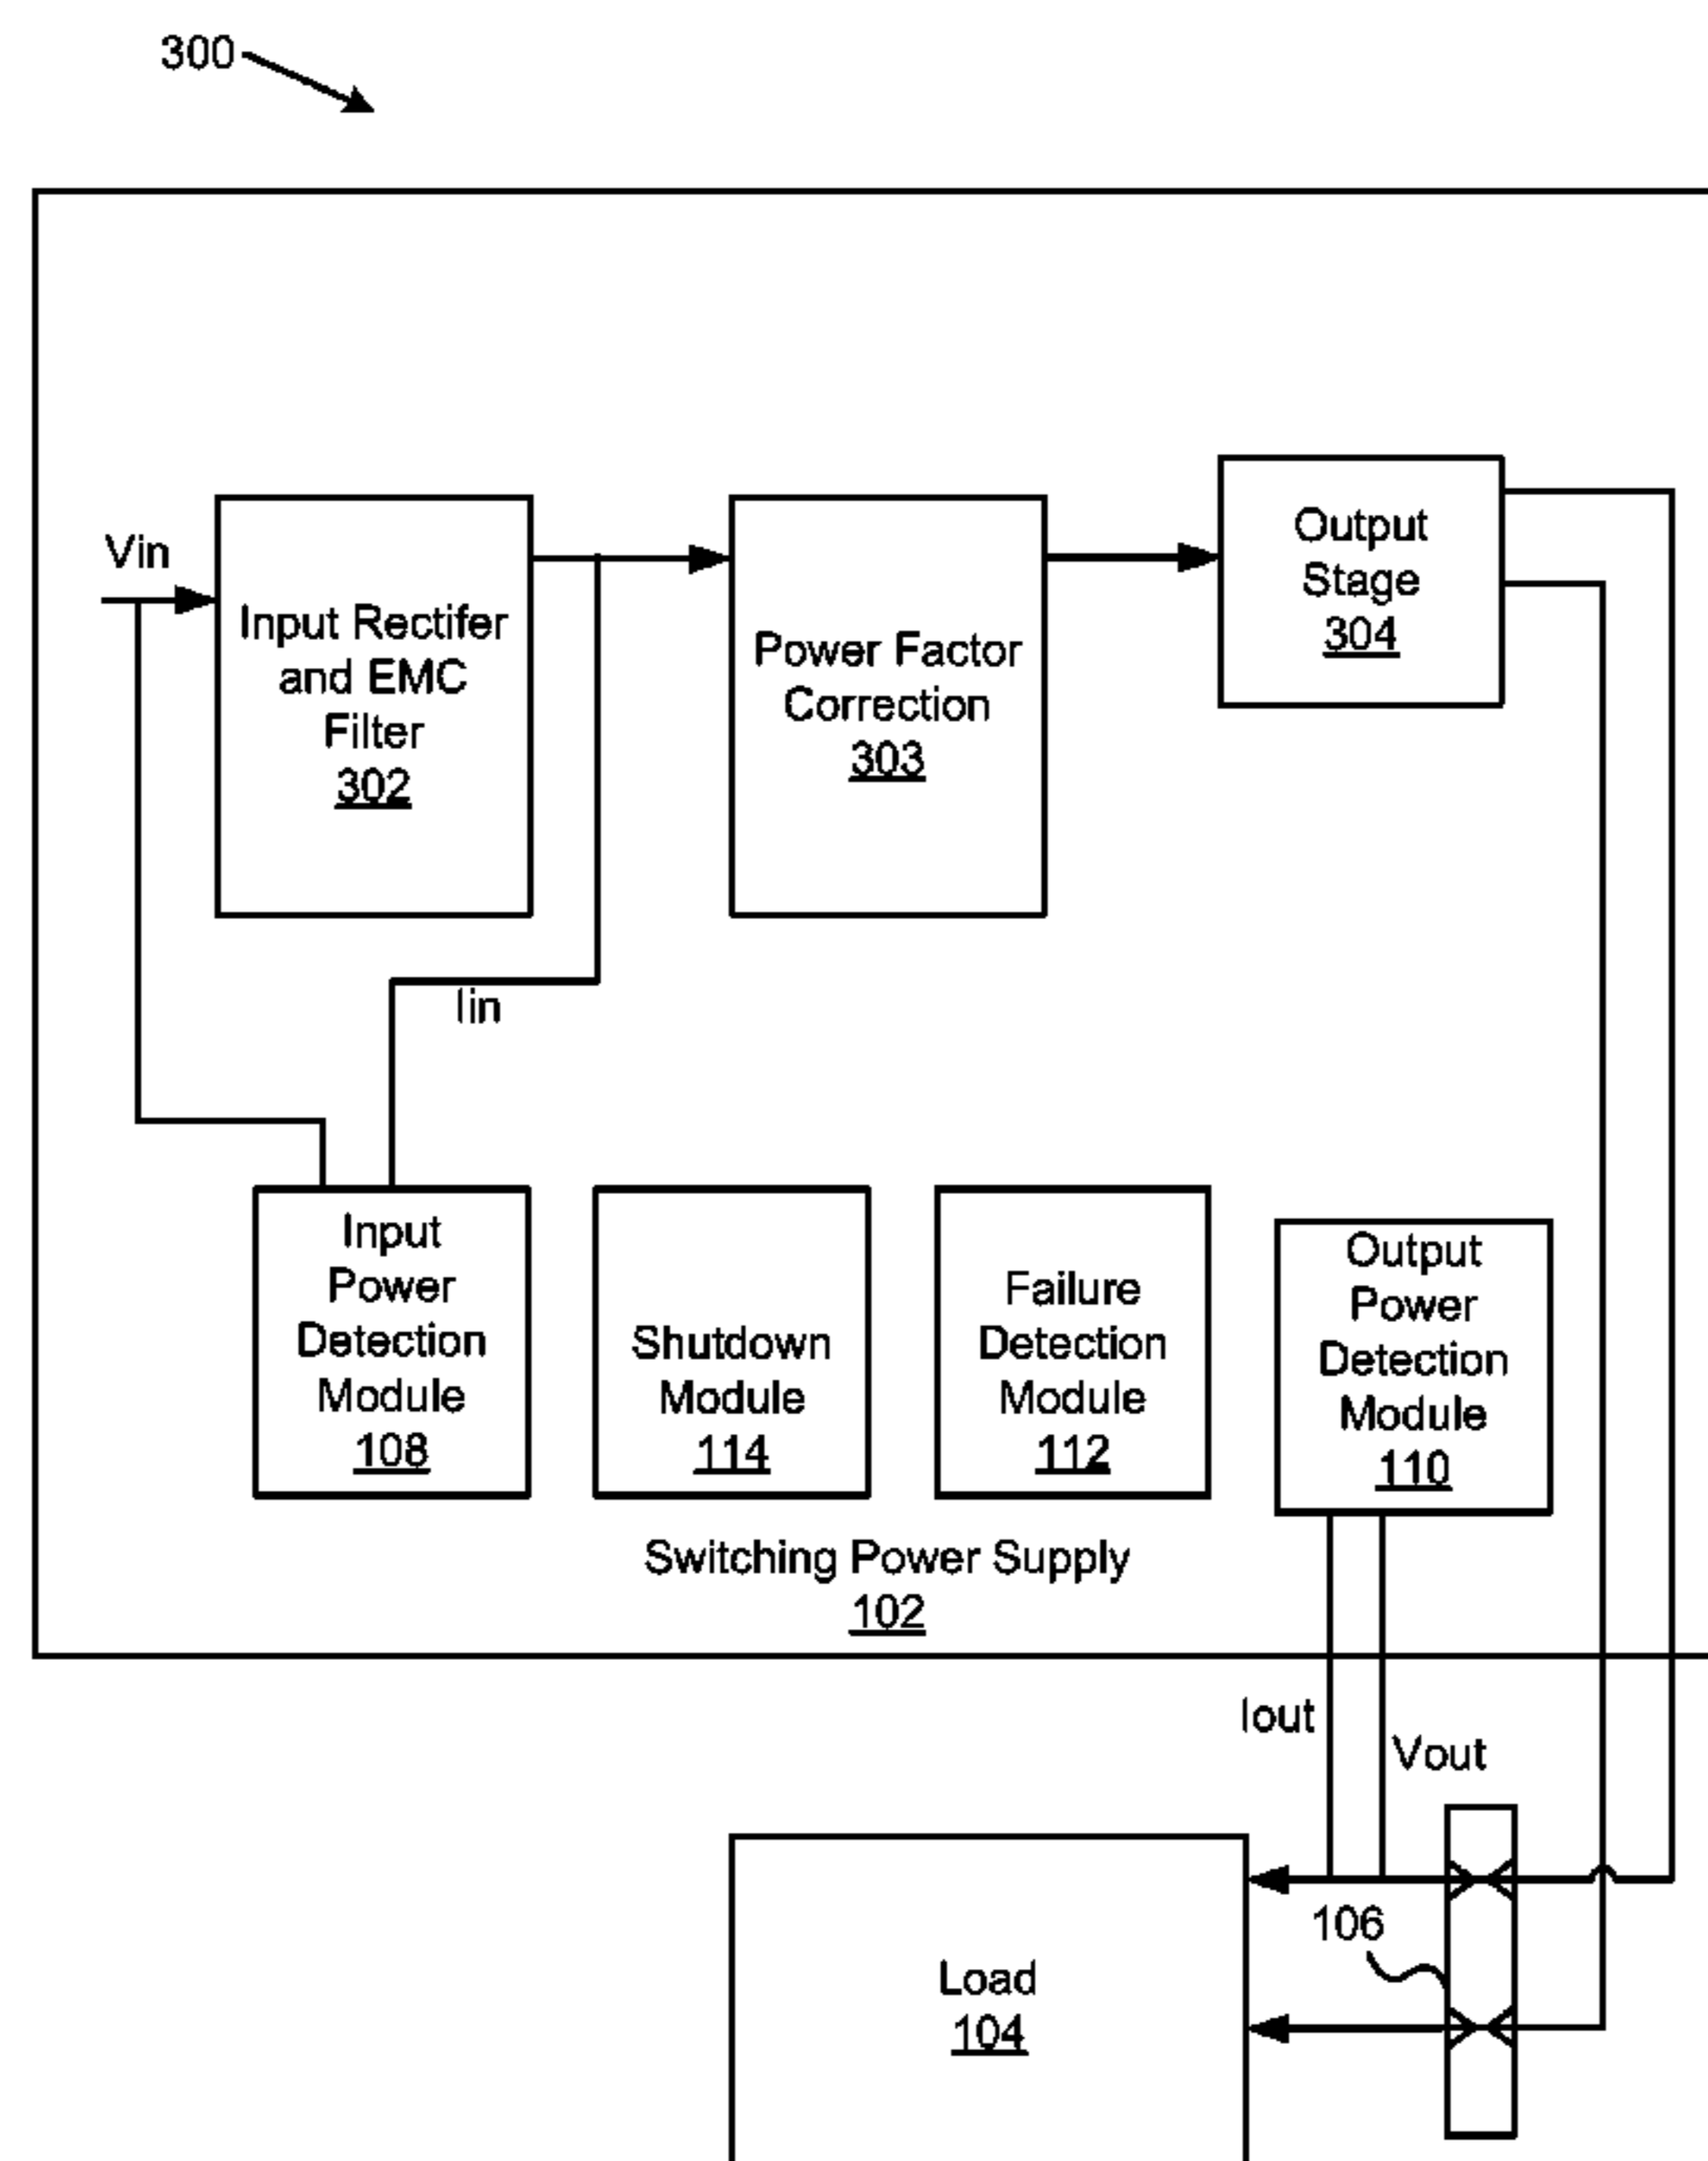 300
Vin
Input Rectifer
and EMC
Filter
302
Power Factor
Correction
303
Output
Stage
304
Iin
Input
Power
Detection
Module
108
Shutdown
Module
114
Failure
Detection
Module
112
Output
Power
Detection
Module
110
Switching Power Supply
102
Iout
Vout
106
Load
104